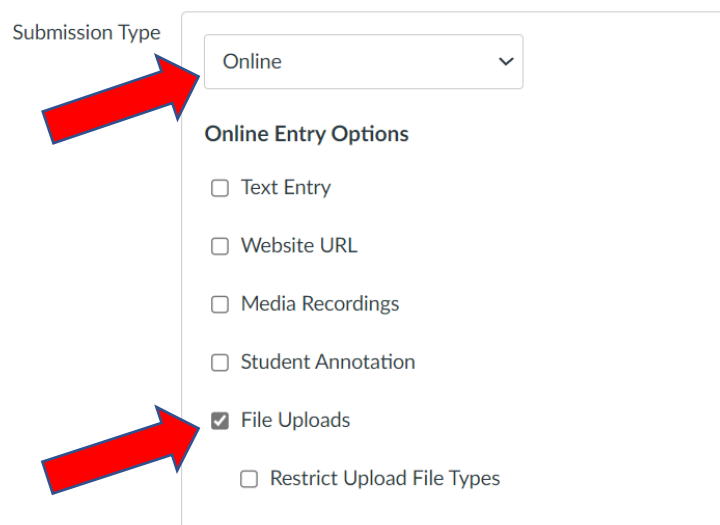 Submission Type
Online
Online Entry Options
Text Entry
Website URL
Media Recordings
Student Annotation
File Uploads
Restrict Upload File Types